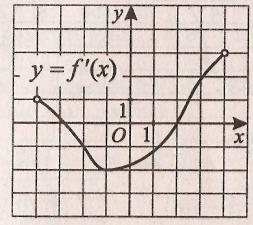 y
y = f '(x)
1
O 1 x